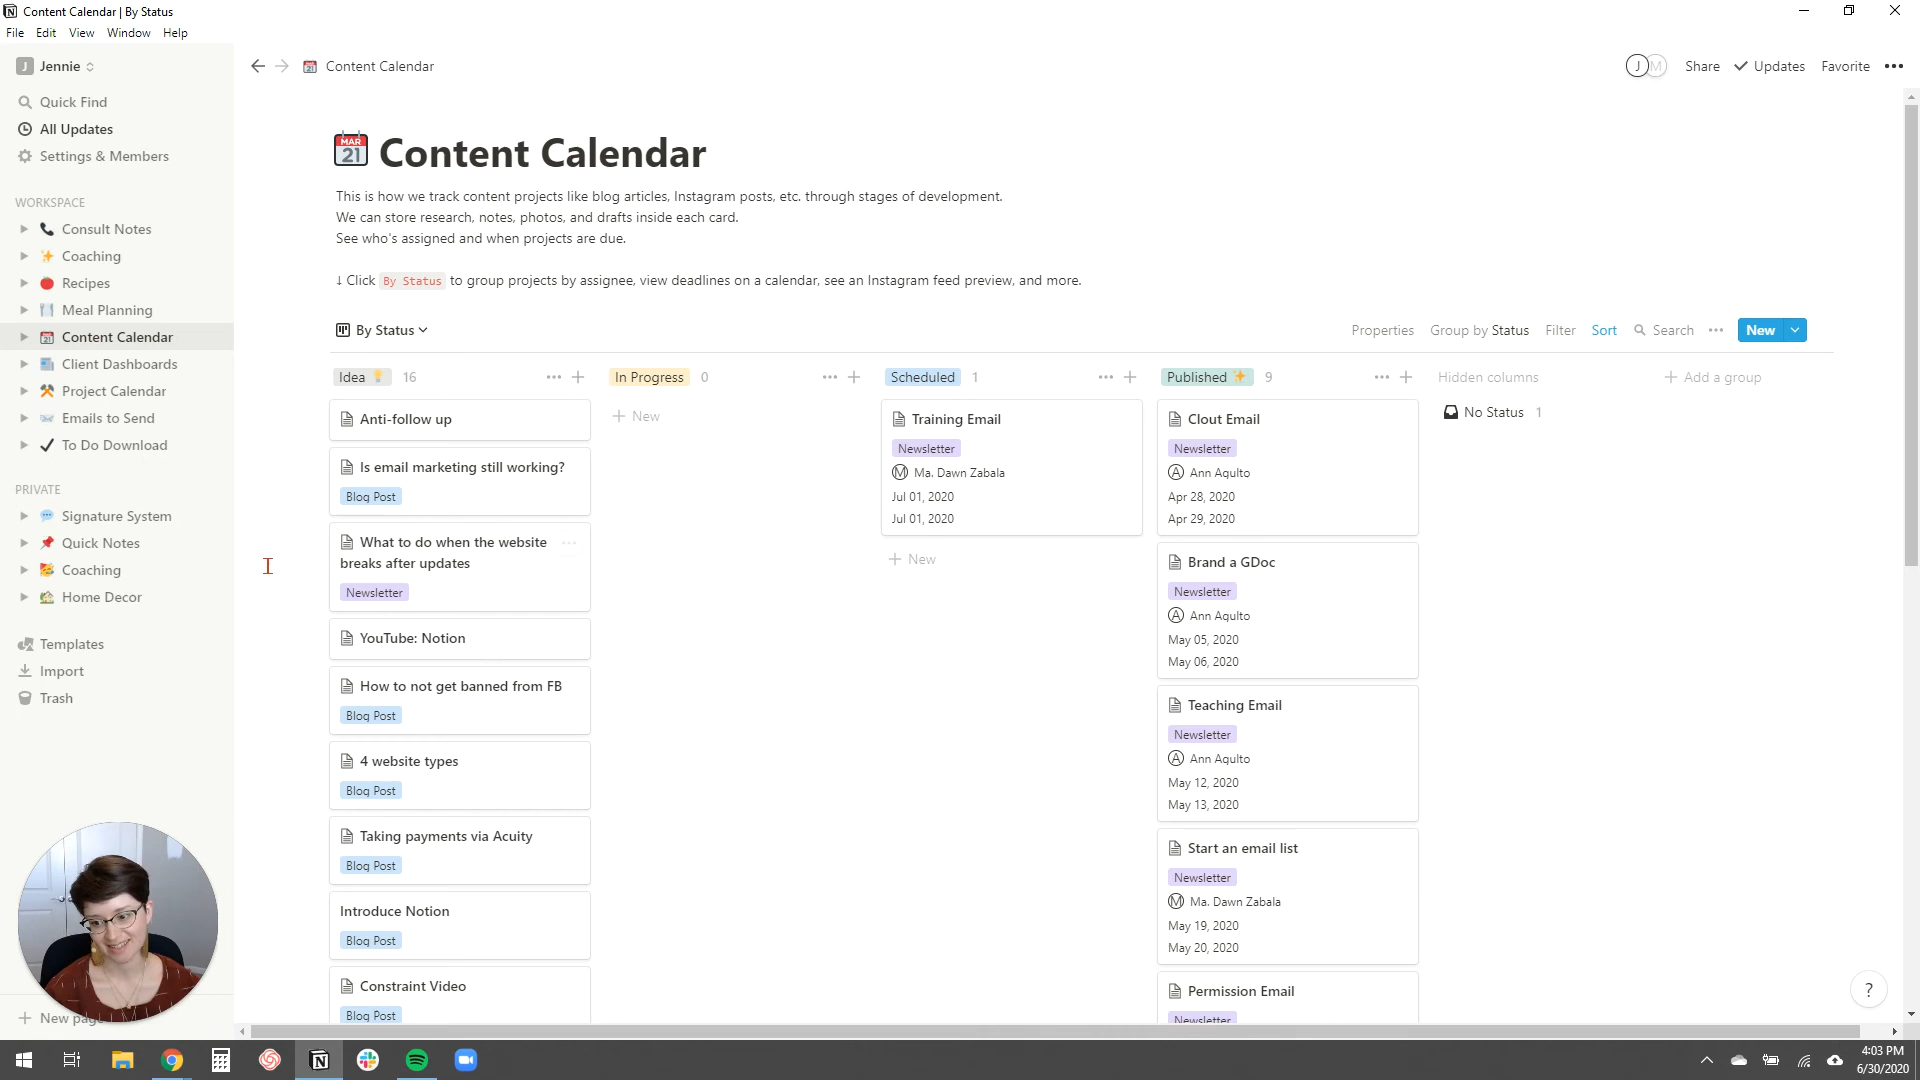 Content Calendar | By Status
File Edit View Window Help
J Jennie
Quick Find
All Updates
Settings & Members
WORKSPACE
Consult Notes
Coaching
Recipes
Meal Planning
Content Calendar
Client Dashboards
Project Calendar
Emails to Send
To Do Download
PRIVATE
Signature System
Quick Notes
Coaching
Home Decor
Templates
Import
Trash
New page
Content Calendar
J M Share Updates Favorite
MAR 21
Content Calendar
This is how we track content projects like blog articles, Instagram posts, etc. through stages of development.
We can store research, notes, photos, and drafts inside each card.
See who's assigned and when projects are due.
↓ Click By Status to group projects by assignee, view deadlines on a calendar, see an Instagram feed preview, and more.
By Status
Properties Group by Status Filter Sort Search New
Idea 16
Anti-follow up
Is email marketing still working?
Blog Post
What to do when the website
breaks after updates
Newsletter
YouTube: Notion
How to not get banned from FB
Blog Post
4 website types
Blog Post
Taking payments via Acuity
Blog Post
Introduce Notion
Blog Post
Constraint Video
Blog Post
In Progress 0
+ New
Scheduled 1
Training Email
Newsletter
M Ma. Dawn Zabala
Jul 01, 2020
Jul 01, 2020
+ New
Published 9
Clout Email
Newsletter
A Ann Aqulto
Apr 28, 2020
Apr 29, 2020
Brand a GDoc
Newsletter
A Ann Aqulto
May 05, 2020
May 06, 2020
Teaching Email
Newsletter
A Ann Aqulto
May 12, 2020
May 13, 2020
Start an email list
Newsletter
M Ma. Dawn Zabala
May 19, 2020
May 20, 2020
Permission Email
Newsletter
Hidden columns
No Status 1
+ Add a group
?
4:03 PM
6/30/2020